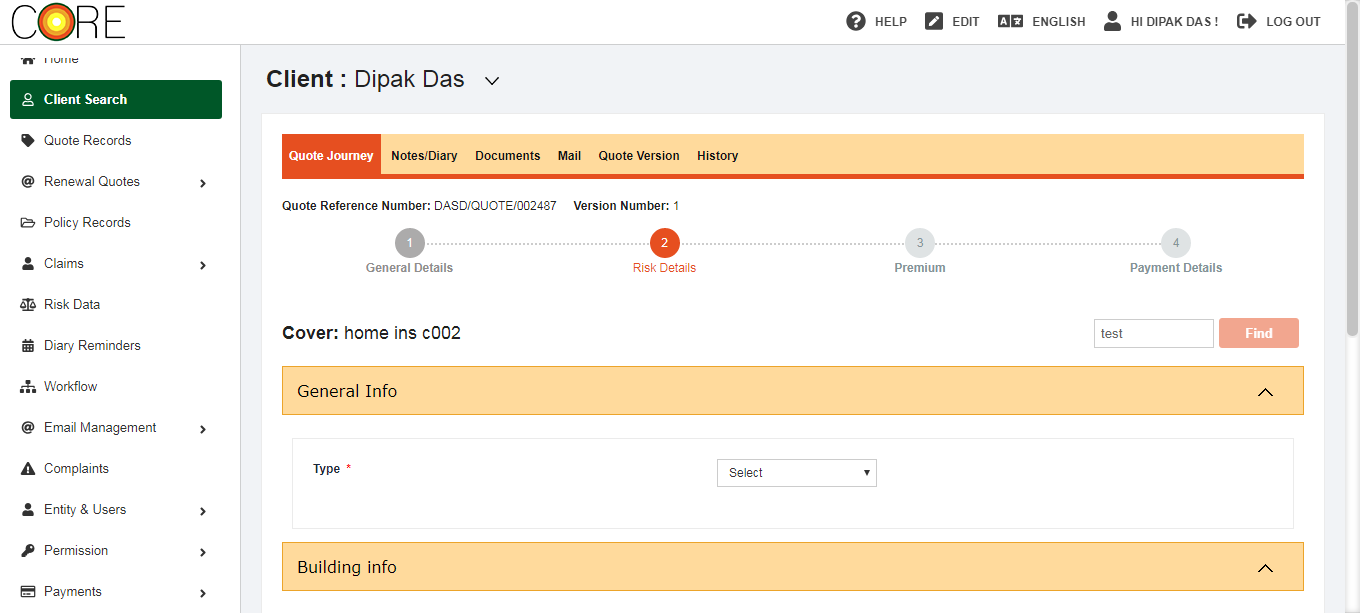 CORE
HELP
EDIT
ENGLISH
HI DIPAK DAS !
LOG OUT
Home
Client Search
Quote Records
Renewal Quotes
Policy Records
Claims
Risk Data
Diary Reminders
Workflow
Email Management
Complaints
Entity & Users
Permission
Payments
Client : Dipak Das
Quote Journey Notes/Diary Documents Mail Quote Version History
Quote Reference Number: DASD/QUOTE/002487 Version Number: 1
1 2 3 4
General Details Risk Details Premium Payment Details
Cover: home ins c002
test
Find
General Info
Type *
Select
Building info